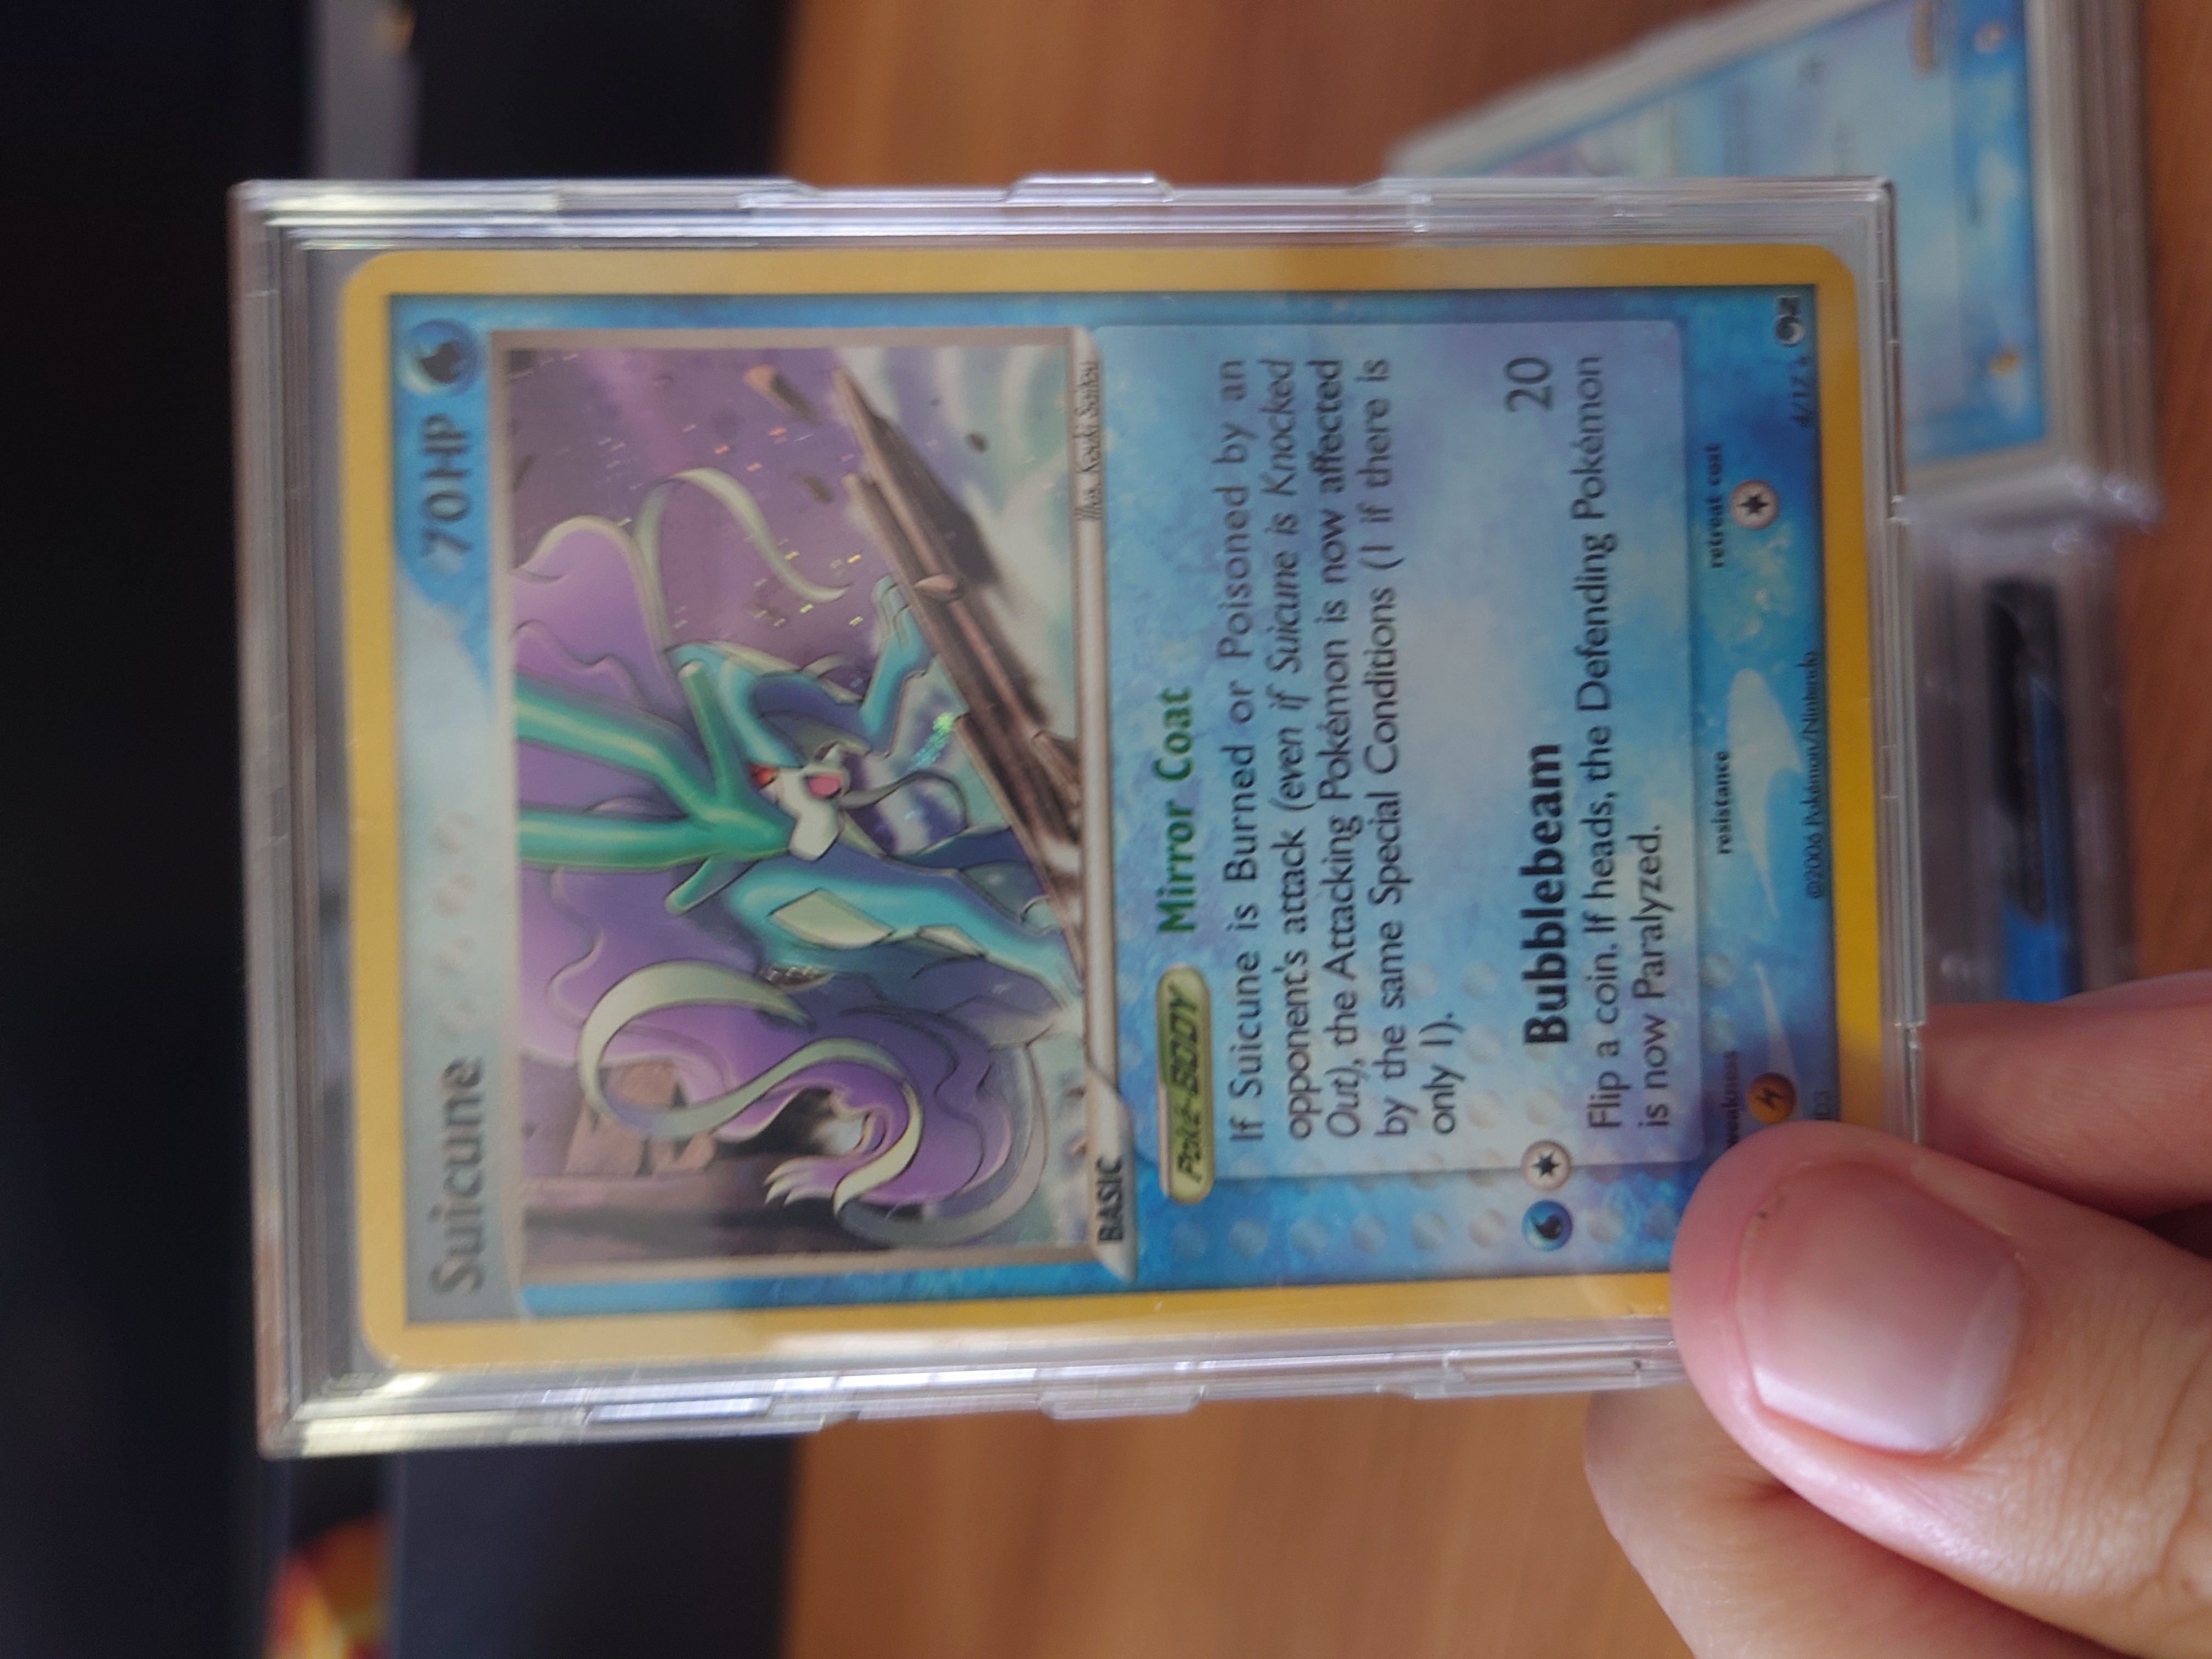 Suicune
70 HP
BASIC
Illus. Kouki Saitou
Poké-BODY Mirror Coat
If Suicune is Burned or Poisoned by an
opponent's attack (even if Suicune is Knocked
Out), the Attacking Pokémon is now affected
by the same Special Conditions (1 if there is
only 1).
Bubblebeam 20
Flip a coin. If heads, the Defending Pokémon
is now Paralyzed.
weakness resistance retreat cost
©2006 Pokémon/Nintendo
4/17